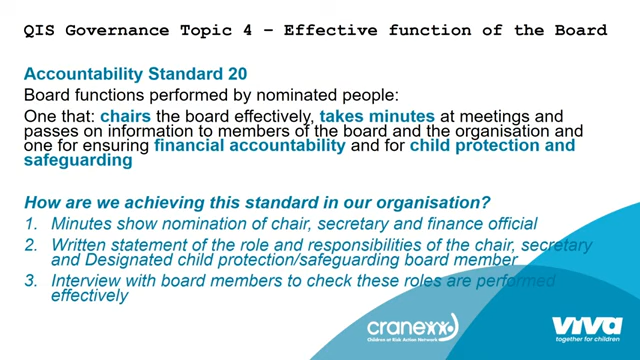 QIS Governance Topic 4 – Effective function of the Board
Accountability Standard 20
Board functions performed by nominated people:
One that: chairs the board effectively, takes minutes at meetings and
passes on information to members of the board and the organisation and
one for ensuring financial accountability and for child protection and
safeguarding
How are we achieving this standard in our organisation?
1. Minutes show nomination of chair, secretary and finance official
2. Written statement of the role and responsibilities of the chair, secretary
and Designated child protection/safeguarding board member
3. Interview with board members to check these roles are performed
effectively
cranexx
Children at Risk Action Network
viva
together for children